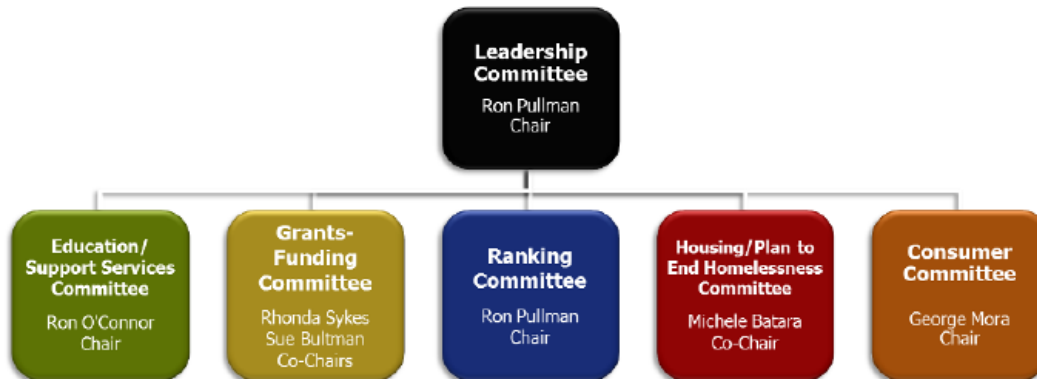 Leadership
Committee
Ron Pullman
Chair
Education/
Support Services
Committee
Ron O'Connor
Chair
Grants-
Funding
Committee
Rhonda Sykes
Sue Bultman
Co-Chairs
Ranking
Committee
Ron Pullman
Chair
Housing/Plan to
End Homelessness
Committee
Michele Batara
Co-Chair
Consumer
Committee
George Mora
Chair